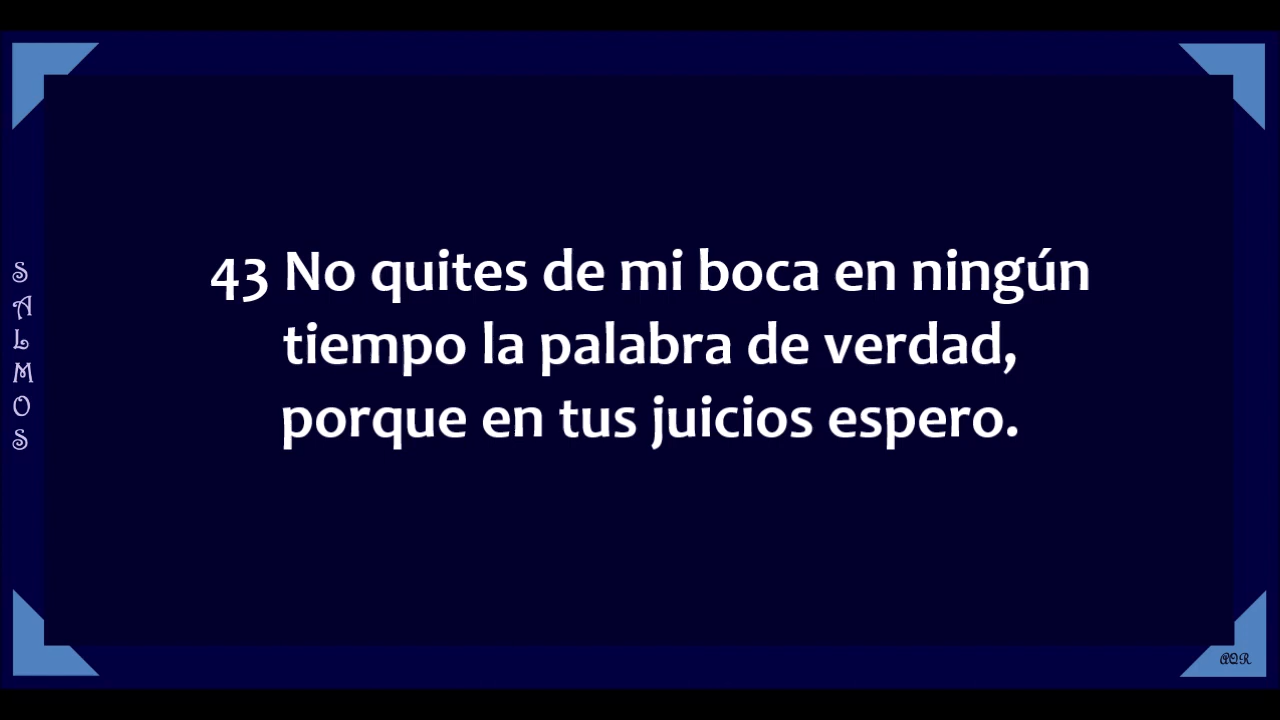 SALMOS
43 No quites de mi boca en ningún
tiempo la palabra de verdad,
porque en tus juicios espero.